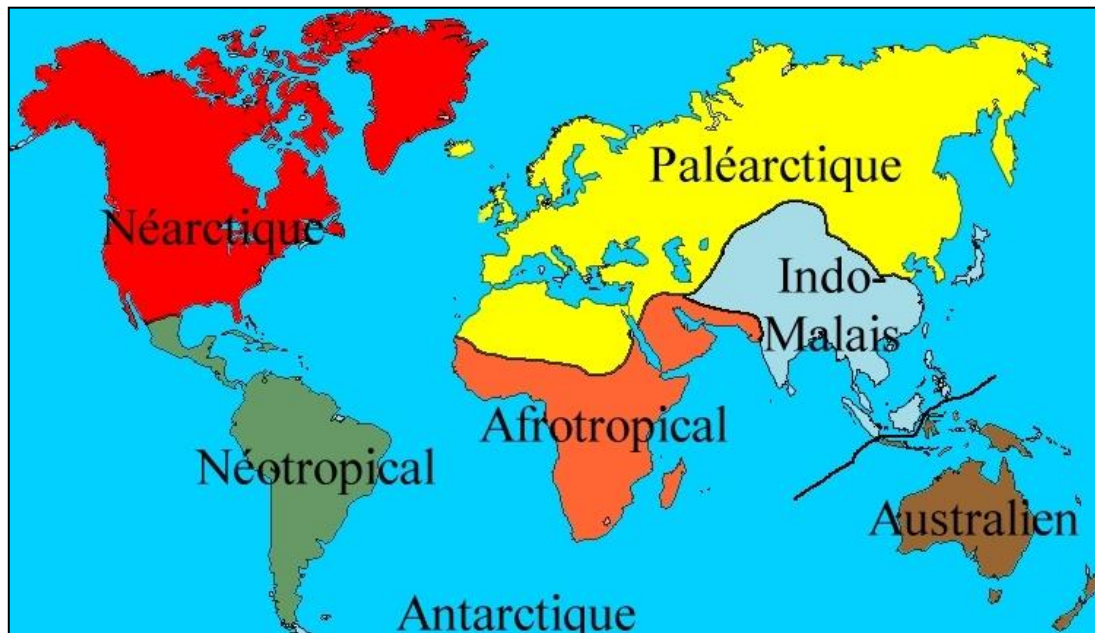 Paléarctique
Néarctique
Indo-
Malais
Afrotropical
Néotropical
Australien
Antarctique